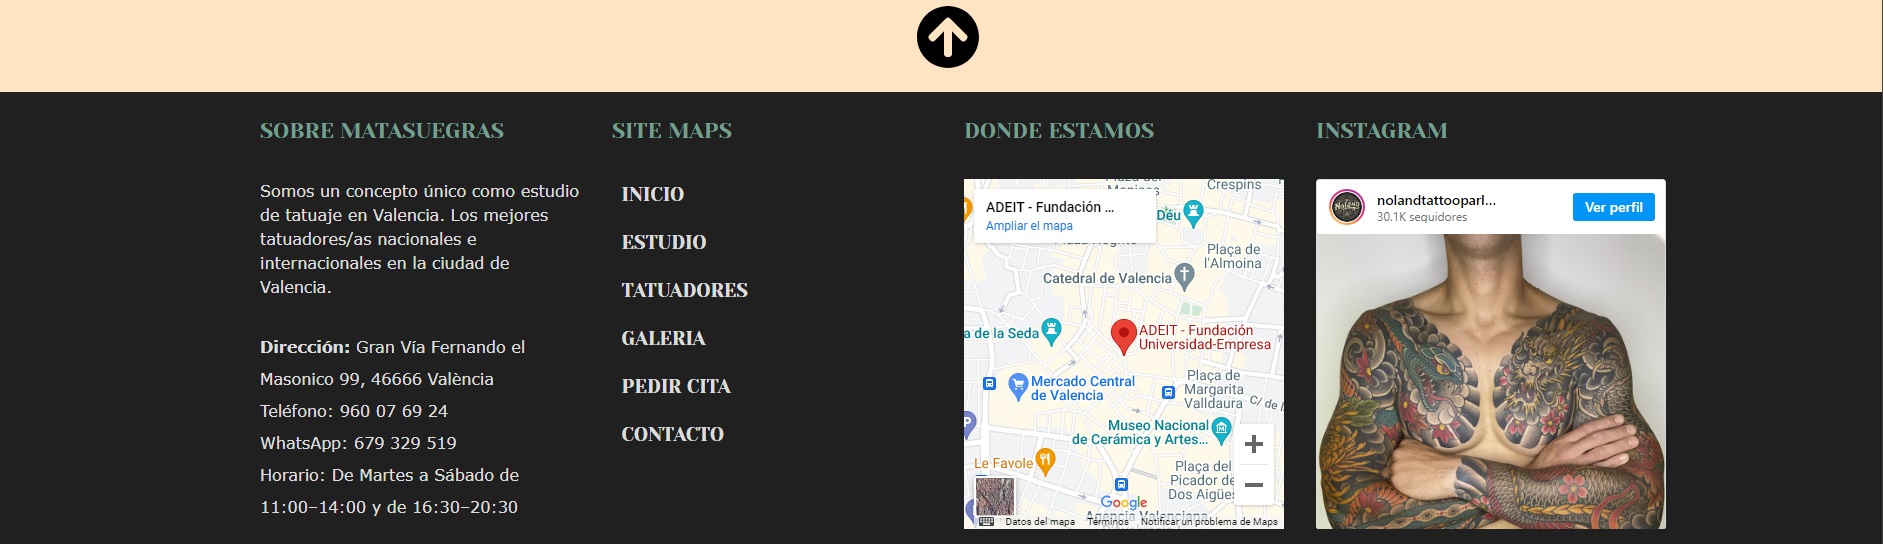 SOBRE MATASUEGRAS
Somos un concepto único como estudio
de tatuaje en Valencia. Los mejores
tatuadores/as nacionales e
internacionales en la ciudad de
Valencia.
Dirección: Gran Vía Fernando el
Masonico 99, 46666 València
Teléfono: 960 07 69 24
WhatsApp: 679 329 519
Horario: De Martes a Sábado de
11:00–14:00 y de 16:30–20:30
SITE MAPS
INICIO
ESTUDIO
TATUADORES
GALERIA
PEDIR CITA
CONTACTO
DONDE ESTAMOS
Crespins
ADEIT - Fundación ...
Ampliar el mapa
Déu
Plaça de
l'Almoina
Catedral de Valencia
a de la Seda
ADEIT - Fundación
Universidad-Empresa
Mercado Central
de Valencia
Plaça de
Margarita
Valldaura
C/ de l
Museo Nacional
de Cerámica y Artes...
Le Favole
Plaça del
Picador de
Dos Aigües
Google
Agencia Valenciana
Datos del mapa
Términos
Notificar un problema de Maps
INSTAGRAM
nolandtattooparl...
30.1K seguidores
Ver perfil